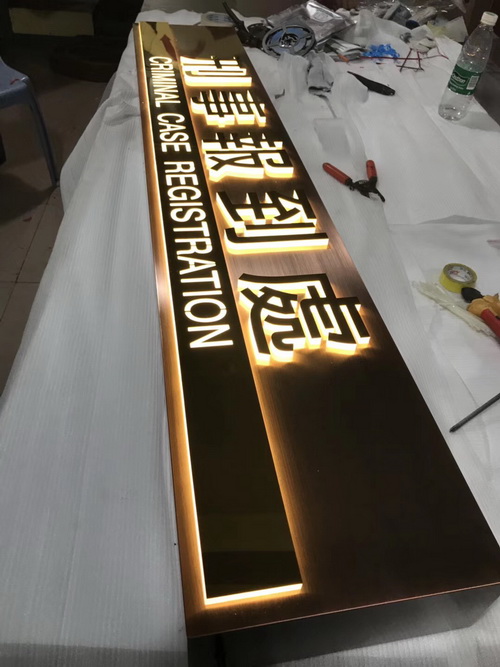 刑事報到處
CRIMINAL CASE REGISTRATION